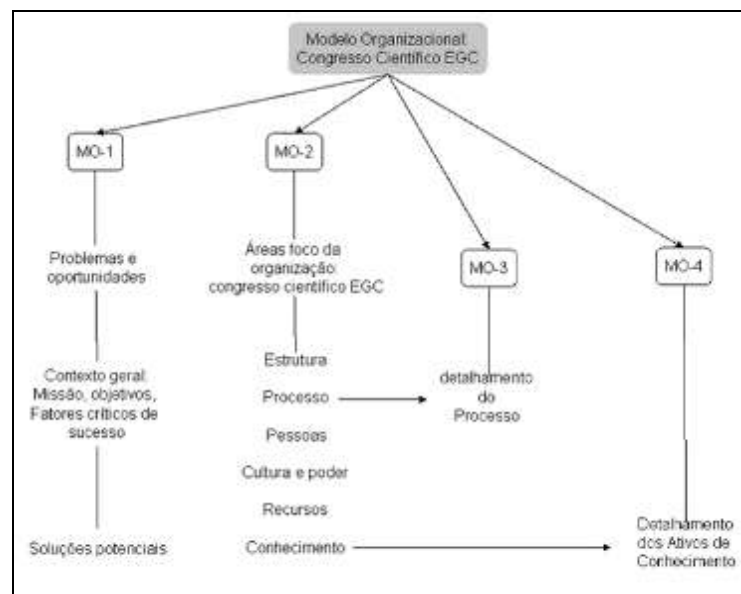 Modelo Organizacional:
Congresso Científico EGC
MO-1
Problemas e
oportunidades
Contexto geral:
Missão, objetivos,
Fatores críticos de
sucesso
Soluções potenciais
MO-2
Áreas foco da
organização:
congresso científico EGC
Estrutura
Processo
Pessoas
Cultura e poder
Recursos
Conhecimento
MO-3
detalhamento
do
Processo
MO-4
Detalhamento
dos Ativos de
Conhecimento